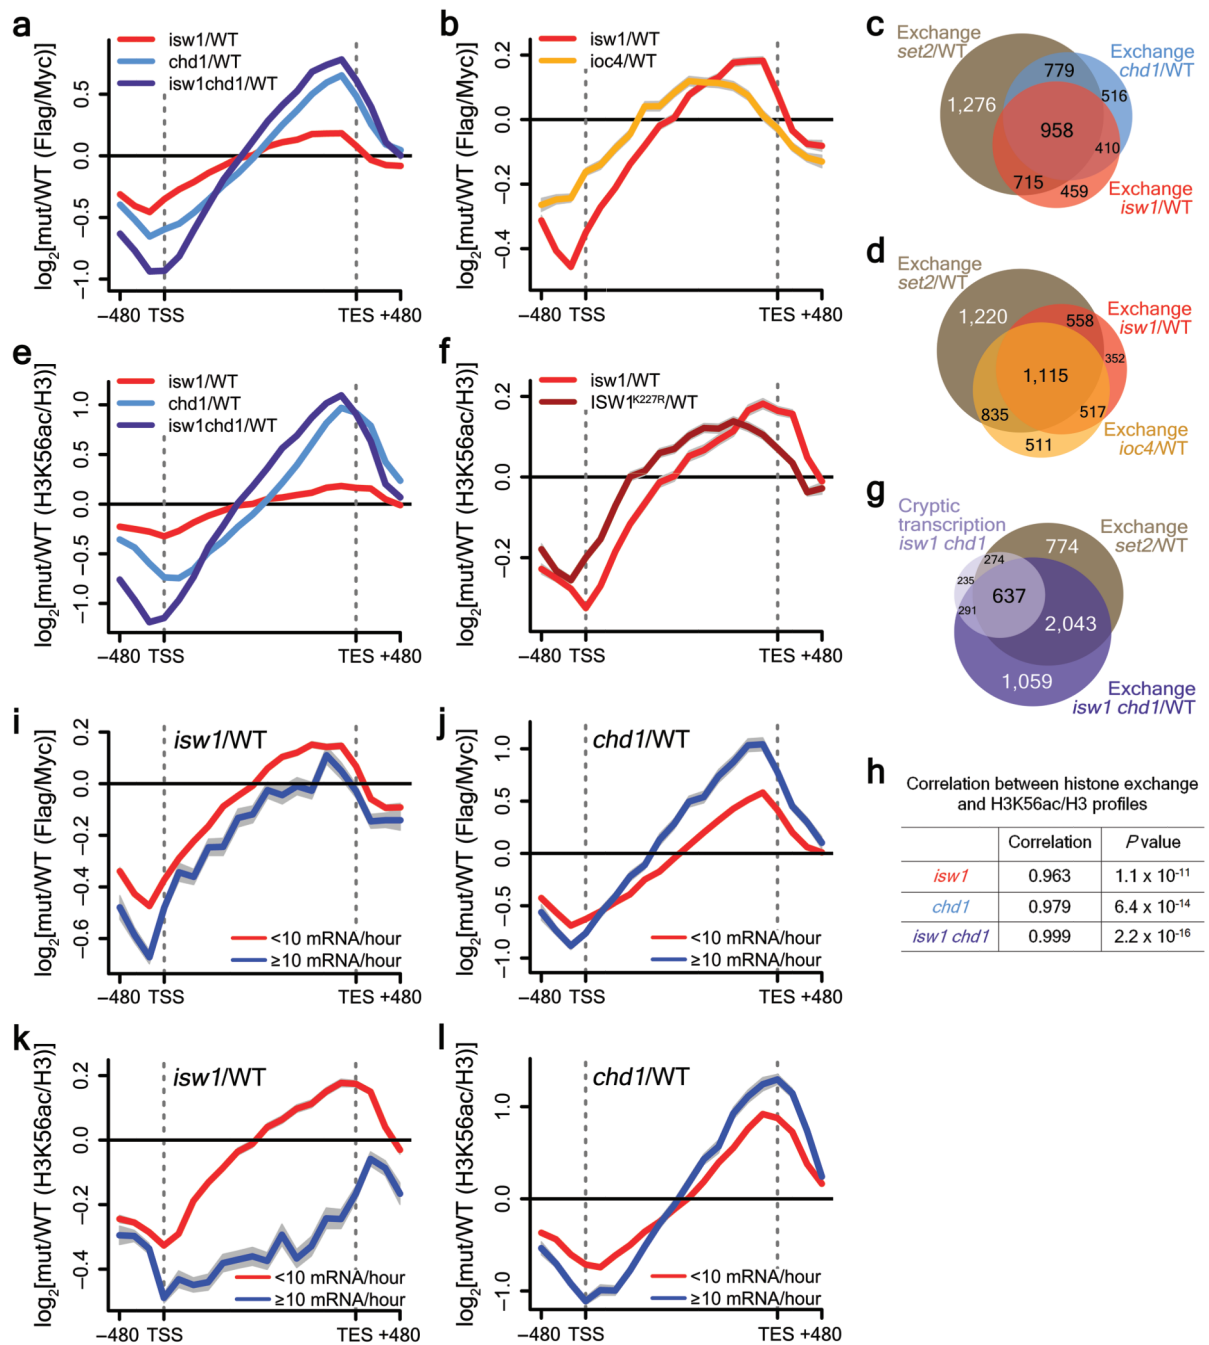 a
log2[mut/WT (Flag/Myc)]
isw1/WT
chd1/WT
isw1chd1/WT
0.5
0.0
−0.5
−1.0
−480 TSS TES +480
b
log2[mut/WT (Flag/Myc)]
isw1/WT
ioc4/WT
0.2
0.0
−0.2
−0.4
−480 TSS TES +480
c
Exchange
set2/WT
Exchange
chd1/WT
779
516
1,276
958
410
715
459
Exchange
isw1/WT
d
Exchange
set2/WT
Exchange
isw1/WT
1,220
558
352
1,115
835
517
511
Exchange
ioc4/WT
e
log2[mut/WT (H3K56ac/H3)]
isw1/WT
chd1/WT
isw1chd1/WT
1.0
0.5
0.0
−0.5
−1.0
−480 TSS TES +480
f
log2[mut/WT (H3K56ac/H3)]
isw1/WT
ISW1K227R/WT
0.2
0.0
−0.2
−480 TSS TES +480
g
Cryptic
transcription
isw1 chd1
Exchange
set2/WT
774
274
235
637
291
2,043
1,059
Exchange
isw1 chd1/WT
h
Correlation between histone exchange
and H3K56ac/H3 profiles
Correlation P value
isw1 0.963 1.1 x 10-11
chd1 0.979 6.4 x 10-14
isw1 chd1 0.999 2.2 x 10-16
i
log2[mut/WT (Flag/Myc)]
isw1/WT
0.2
0.0
−0.2
−0.4
−0.6
<10 mRNA/hour
≥10 mRNA/hour
−480 TSS TES +480
j
log2[mut/WT (Flag/Myc)]
chd1/WT
1.0
0.5
0.0
−0.5
−1.0
<10 mRNA/hour
≥10 mRNA/hour
−480 TSS TES +480
k
log2[mut/WT (H3K56ac/H3)]
isw1/WT
0.2
0.0
−0.2
−0.4
<10 mRNA/hour
≥10 mRNA/hour
−480 TSS TES +480
l
log2[mut/WT (H3K56ac/H3)]
chd1/WT
1.0
0.0
−1.0
<10 mRNA/hour
≥10 mRNA/hour
−480 TSS TES +480